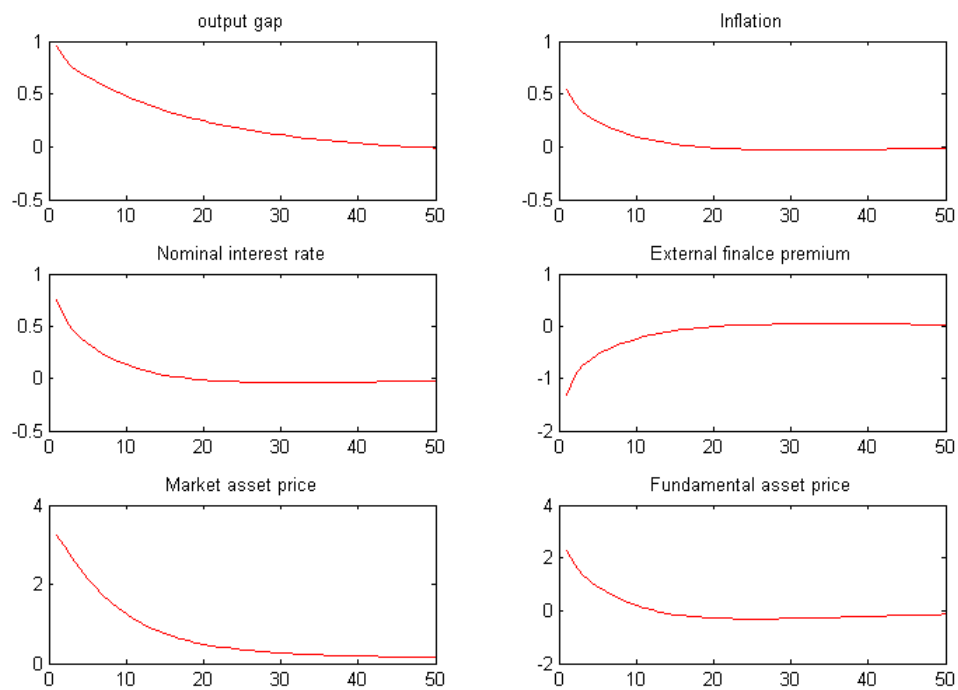 output gap
1
0.5
0
-0.5
0 10 20 30 40 50
Inflation
1
0.5
0
-0.5
0 10 20 30 40 50
Nominal interest rate
1
0.5
0
-0.5
0 10 20 30 40 50
External finalce premium
1
0
-1
-2
0 10 20 30 40 50
Market asset price
4
2
0
0 10 20 30 40 50
Fundamental asset price
4
2
0
-2
0 10 20 30 40 50